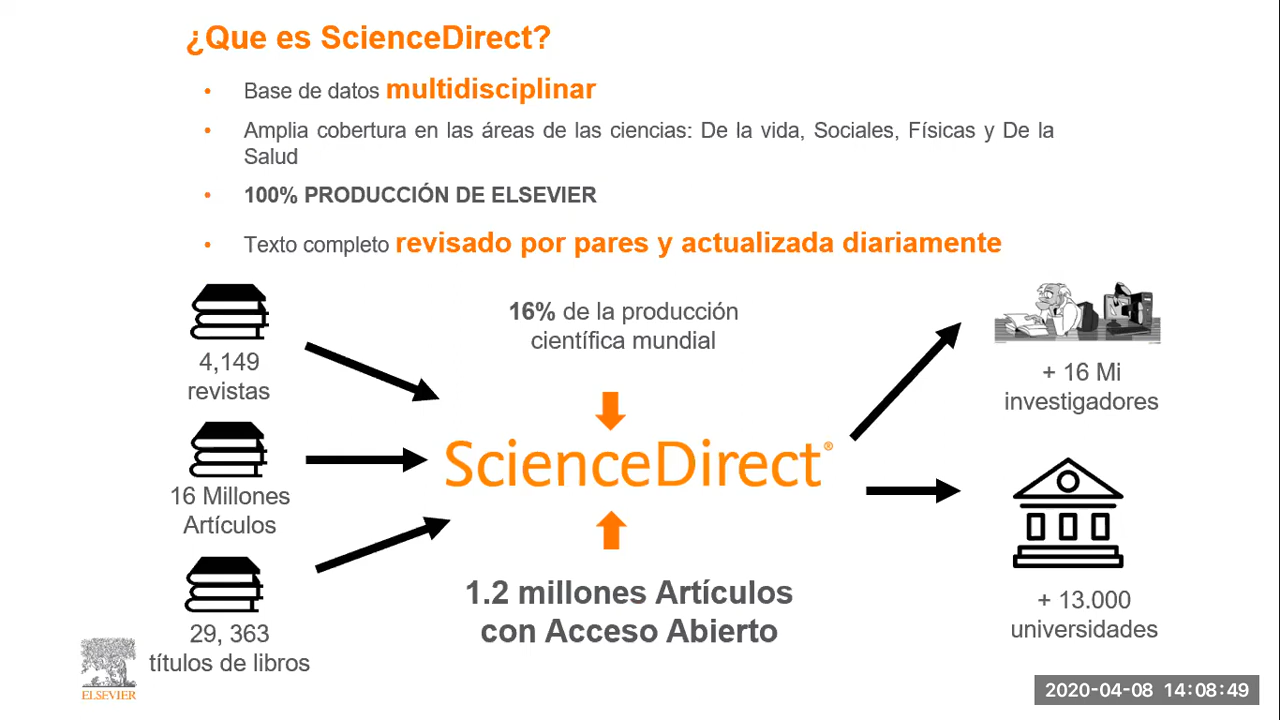 ¿Que es ScienceDirect?
• Base de datos multidisciplinar
• Amplia cobertura en las áreas de las ciencias: De la vida, Sociales, Físicas y De la
Salud
• 100% PRODUCCIÓN DE ELSEVIER
• Texto completo revisado por pares y actualizada diariamente
4,149
revistas
16 Millones
Artículos
29, 363
títulos de libros
16% de la producción
científica mundial
ScienceDirect®
1.2 millones Artículos
con Acceso Abierto
+ 16 Mi
investigadores
+ 13.000
universidades
ELSEVIER
2020-04-08 14:08:49